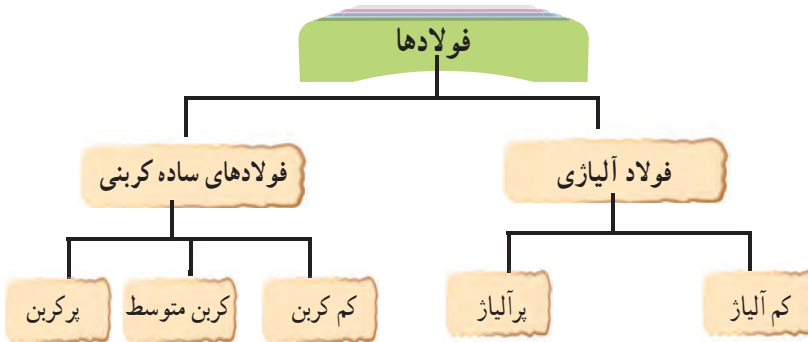 فولادها
فولاد آلیاژی
فولادهای ساده کربنی
کم آلیاژ
پرآلیاژ
کم کربن
کربن متوسط
پرکربن